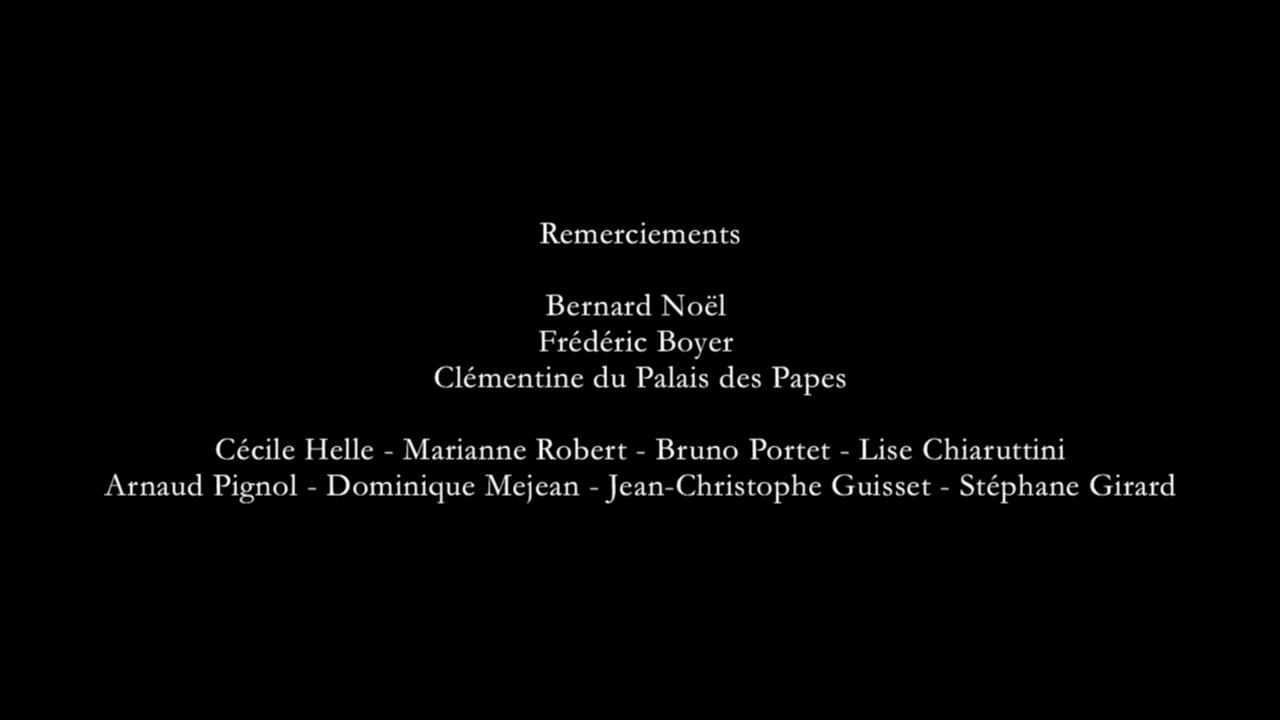 Remerciements
Bernard Noël
Frédéric Boyer
Clémentine du Palais des Papes
Cécile Helle - Marianne Robert - Bruno Portet - Lise Chiaruttini
Arnaud Pignol - Dominique Mejean - Jean-Christophe Guisset - Stéphane Girard